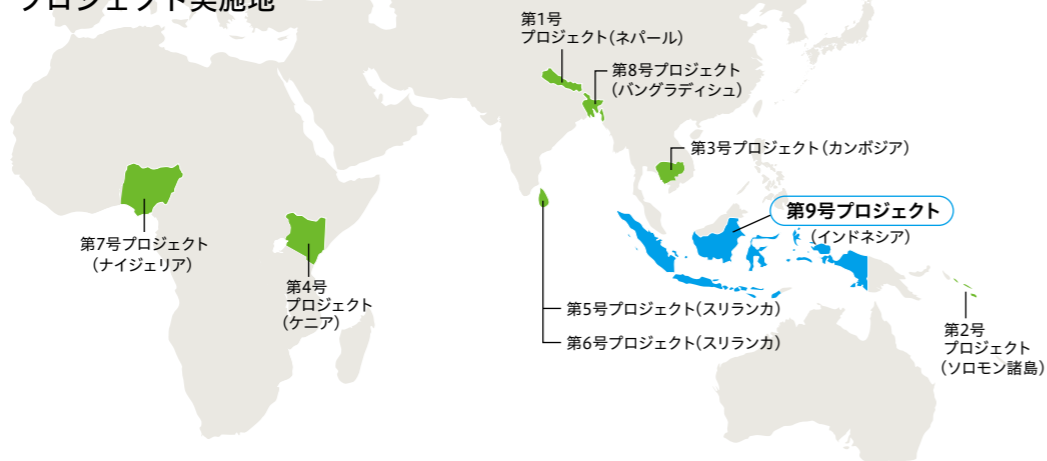 プロジェクト実施地
第1号
プロジェクト(ネパール)
第8号プロジェクト
(バングラディシュ)
第3号プロジェクト(カンボジア)
第9号プロジェクト
(インドネシア)
第7号プロジェクト
(ナイジェリア)
第4号
プロジェクト
(ケニア)
第5号プロジェクト(スリランカ)
第6号プロジェクト(スリランカ)
第2号
プロジェクト
(ソロモン諸島)